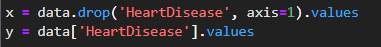 x = data.drop('HeartDisease', axis=1).values
y = data['HeartDisease'].values